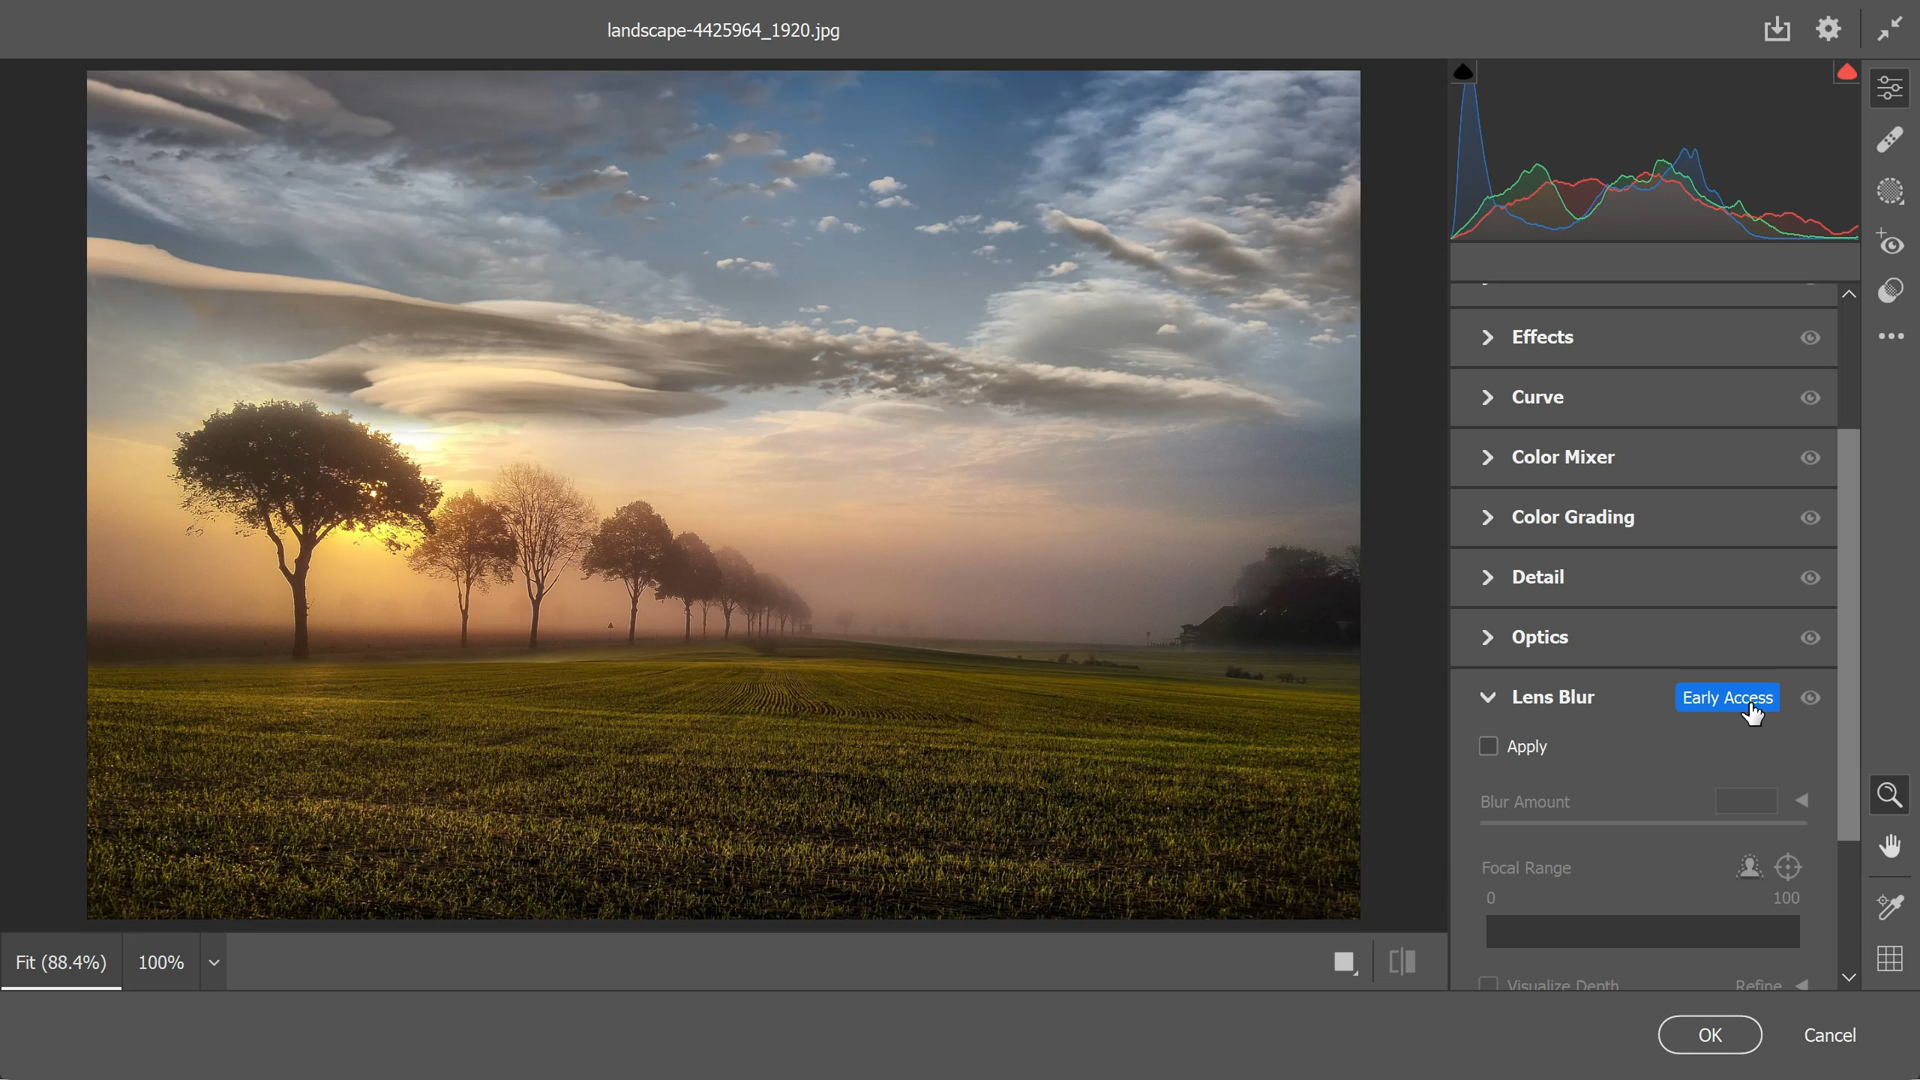 landscape-4425964_1920.jpg
Effects
Curve
Color Mixer
Color Grading
Detail
Optics
Lens Blur Early Access
Apply
Blur Amount
Focal Range
0 100
Visualize Depth Refine
Fit (88.4%) 100%
OK Cancel